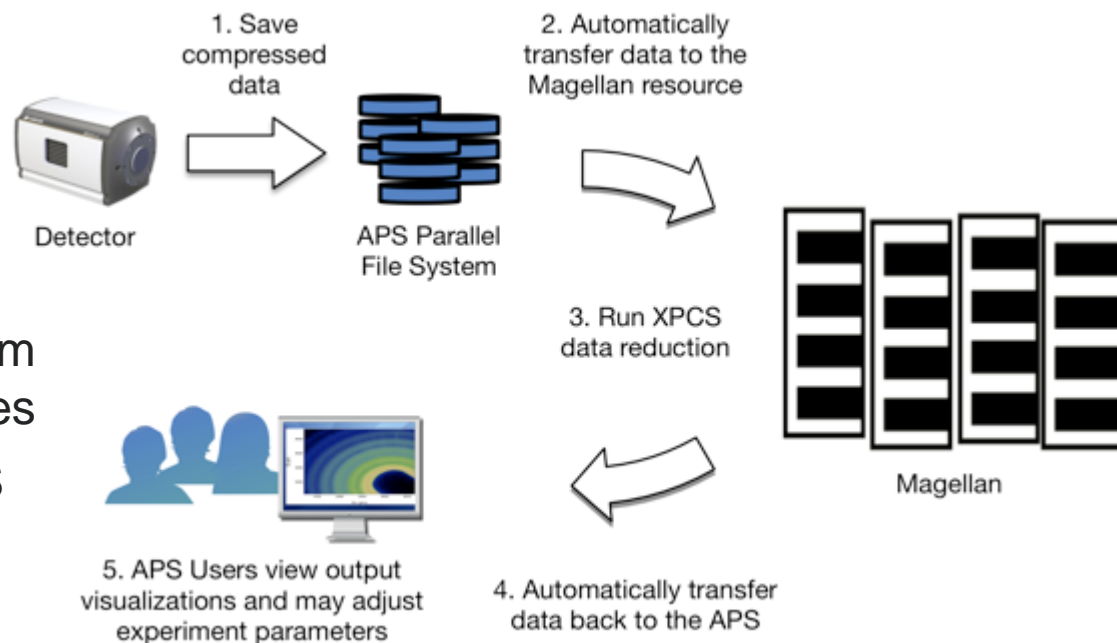 1. Save
compressed
data
2. Automatically
transfer data to the
Magellan resource
Detector
APS Parallel
File System
3. Run XPCS
data reduction
m
es
s
Magellan
5. APS Users view output
visualizations and may adjust
experiment parameters
4. Automatically transfer
data back to the APS